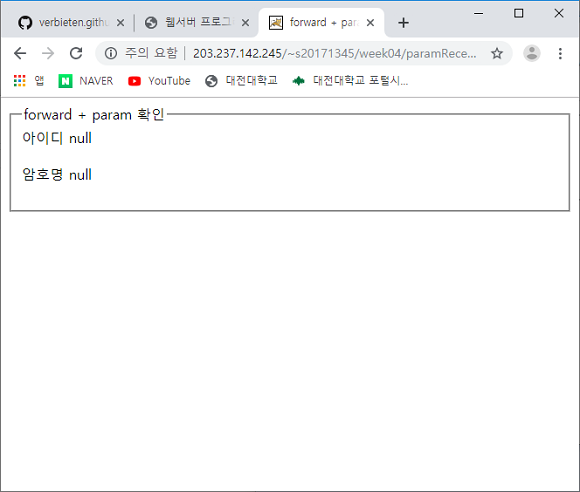 verbieten.githu
웹서버 프로그
forward + par
주의 요함 | 203.237.142.245/~s20171345/week04/paramRece...
앱 NAVER YouTube 대전대학교 대전대학교 포털시...
forward + param 확인
아이디 null
암호명 null